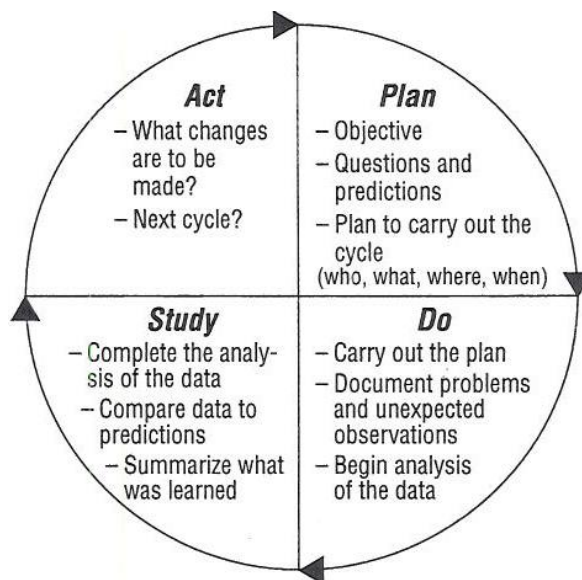 Act
– What changes
are to be
made?
– Next cycle?
Plan
– Objective
– Questions and
predictions
– Plan to carry out the
cycle
(who, what, where, when)
Study
– Complete the analy-
sis of the data
– Compare data to
predictions
– Summarize what
was learned
Do
– Carry out the plan
– Document problems
and unexpected
observations
– Begin analysis
of the data